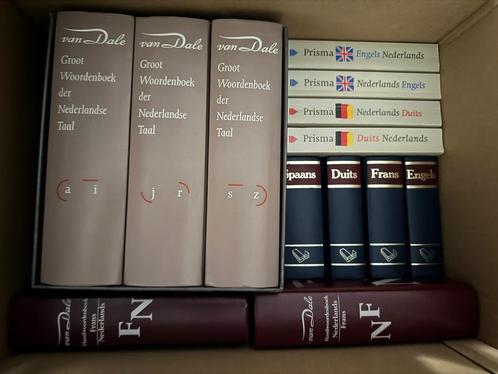 van Dale
Groot
Woordenboek
der
Nederlandse
Taal
a i
van Dale
Groot
Woordenboek
der
Nederlandse
Taal
j r
van Dale
Groot
Woordenboek
der
Nederlandse
Taal
s z
Prisma Engels Nederlands
Prisma Nederlands Engels
Prisma Nederlands Duits
Prisma Duits Nederlands
Spaans
Duits
Frans
Engels
van Dale
Handwoordenboek
Frans
Nederlands
FN
van Dale
Handwoordenboek
Nederlands
Frans
NF